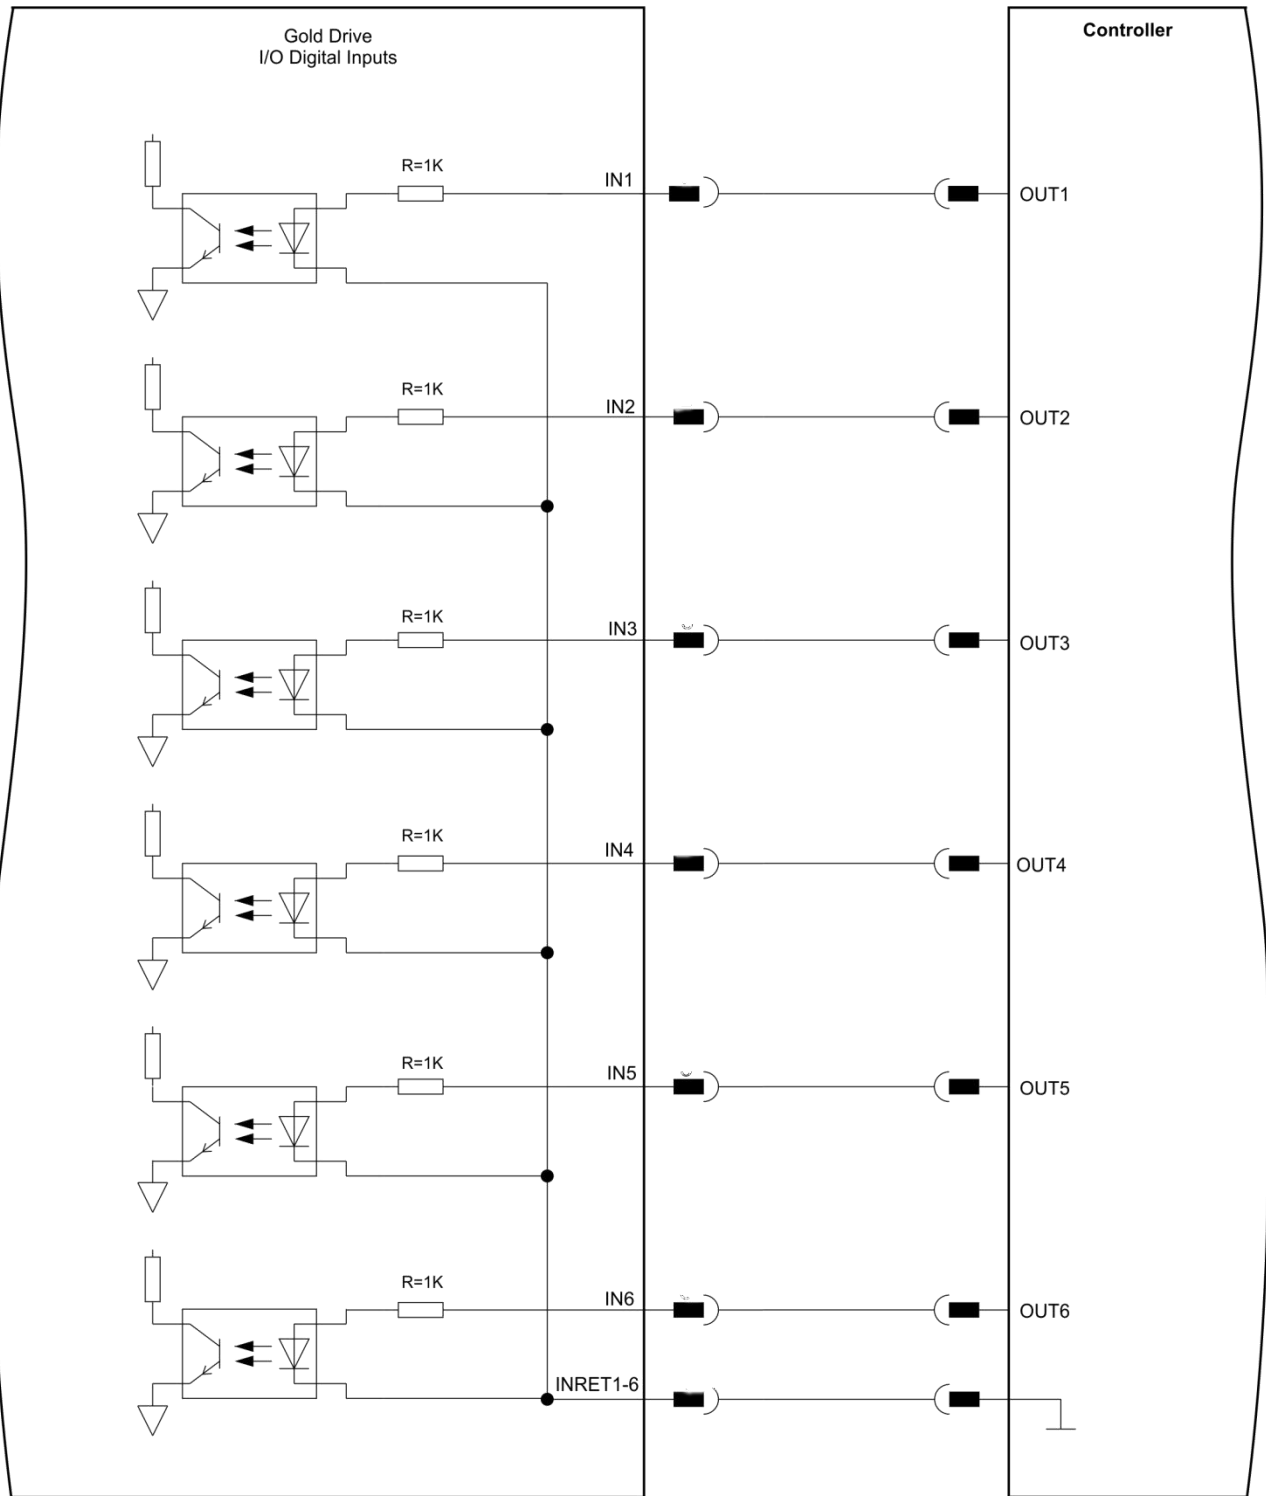 Gold Drive
I/O Digital Inputs
Controller
R=1K
IN1
OUT1
R=1K
IN2
OUT2
R=1K
IN3
OUT3
R=1K
IN4
OUT4
R=1K
IN5
OUT5
R=1K
IN6
OUT6
INRET1-6